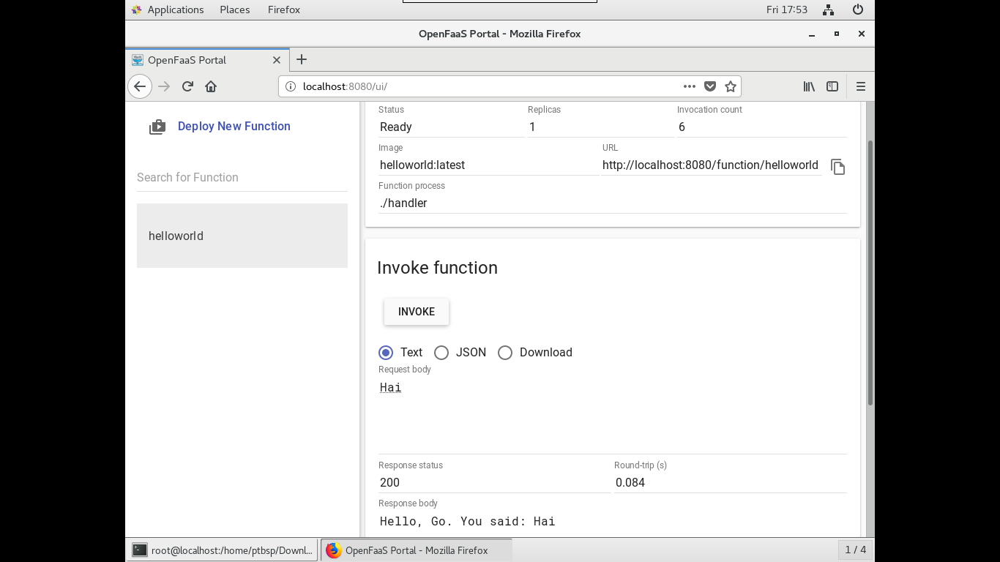 Applications Places Firefox Fri 17:53
OpenFaaS Portal - Mozilla Firefox
OpenFaaS Portal
localhost:8080/ui/
Deploy New Function
Search for Function
helloworld
Status Replicas Invocation count
Ready 1 6
Image URL
helloworld:latest http://localhost:8080/function/helloworld
Function process
./handler
Invoke function
INVOKE
Text JSON Download
Request body
Hai
Response status Round-trip (s)
200 0.084
Response body
Hello, Go. You said: Hai
root@localhost:/home/ptbsp/Downl... OpenFaaS Portal - Mozilla Firefox 1 / 4